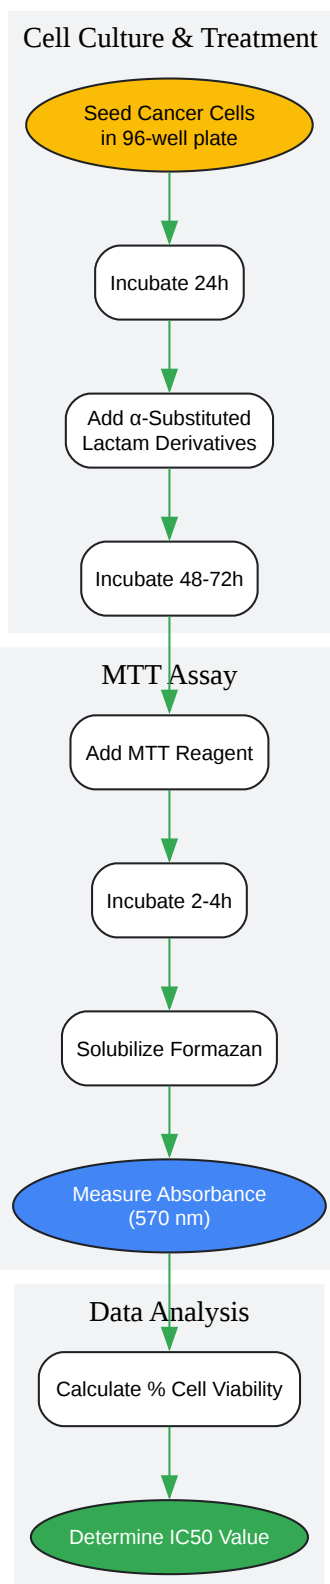 Cell Culture & Treatment
Seed Cancer Cells
in 96-well plate
Incubate 24h
Add α-Substituted
Lactam Derivatives
Incubate 48-72h
MTT Assay
Add MTT Reagent
Incubate 2-4h
Solubilize Formazan
Measure Absorbance
(570 nm)
Data Analysis
Calculate % Cell Viability
Determine IC50 Value